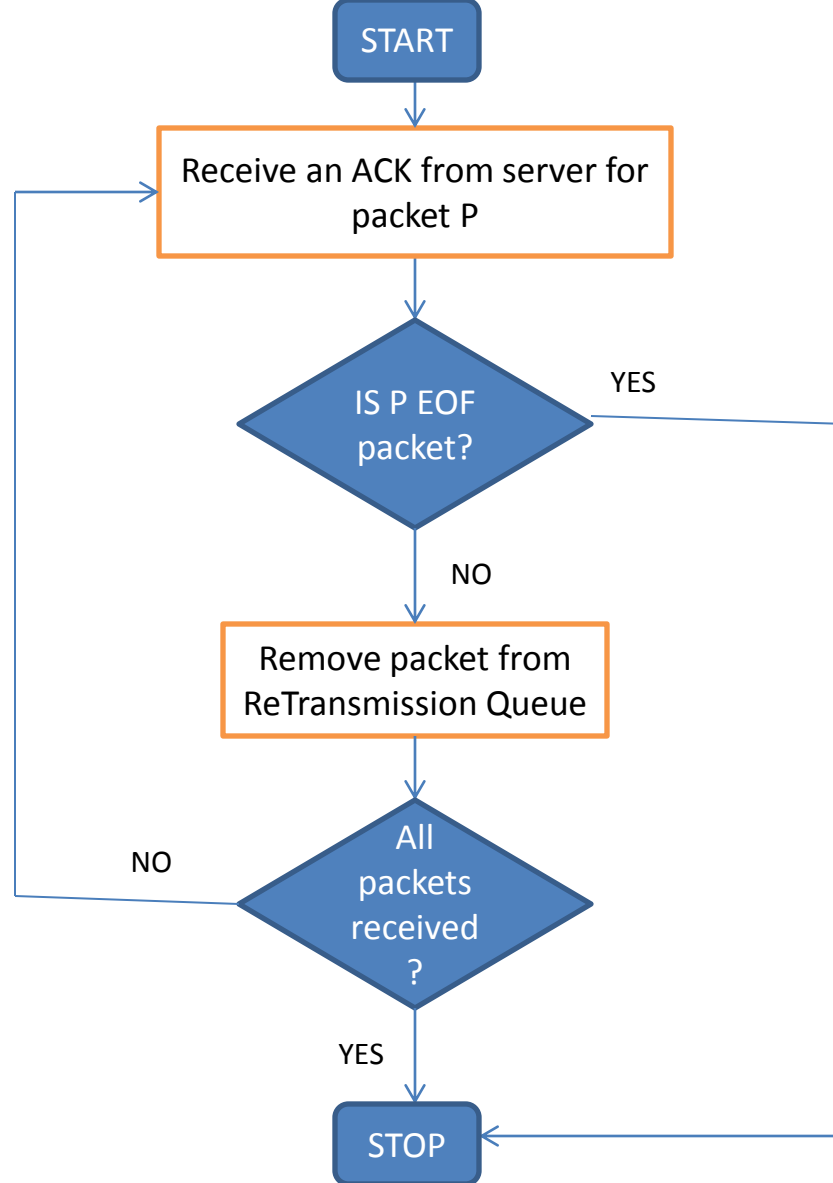 START
Receive an ACK from server for
packet P
IS P EOF
packet?
YES
NO
Remove packet from
ReTransmission Queue
All
packets
received
?
NO
YES
STOP